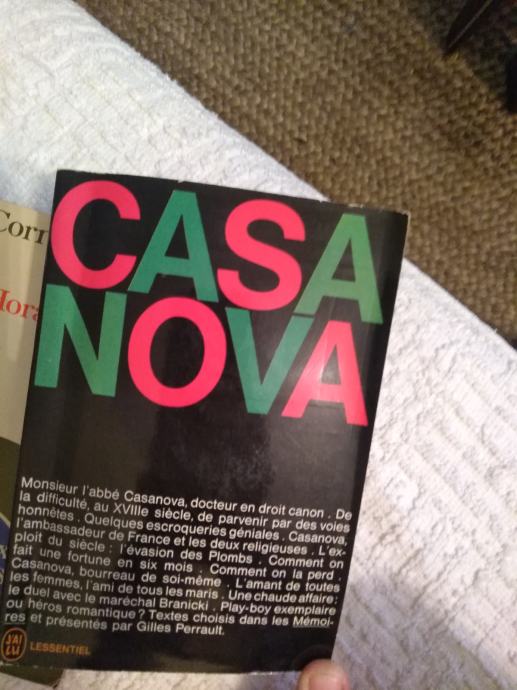 CASA
NOVA
Monsieur l'abbé Casanova, docteur en droit canon . De
la difficulté, au XVIIIe siècle, de parvenir par des voies
honnêtes . Quelques escroqueries géniales . Casanova,
l'ambassadeur de France et les deux religieuses . L'ex-
ploit du siècle : l'évasion des Plombs . Comment on
fait une fortune en six mois . Comment on la perd .
Casanova, bourreau de soi-même . L'amant de toutes
les femmes, l'ami de tous les maris . Une chaude affaire :
le duel avec le maréchal Branicki . Play-boy exemplaire
ou héros romantique ? Textes choisis dans les Mémoi-
res et présentés par Gilles Perrault.
J'AI
LU
L'ESSENTIEL
Corn
Hora